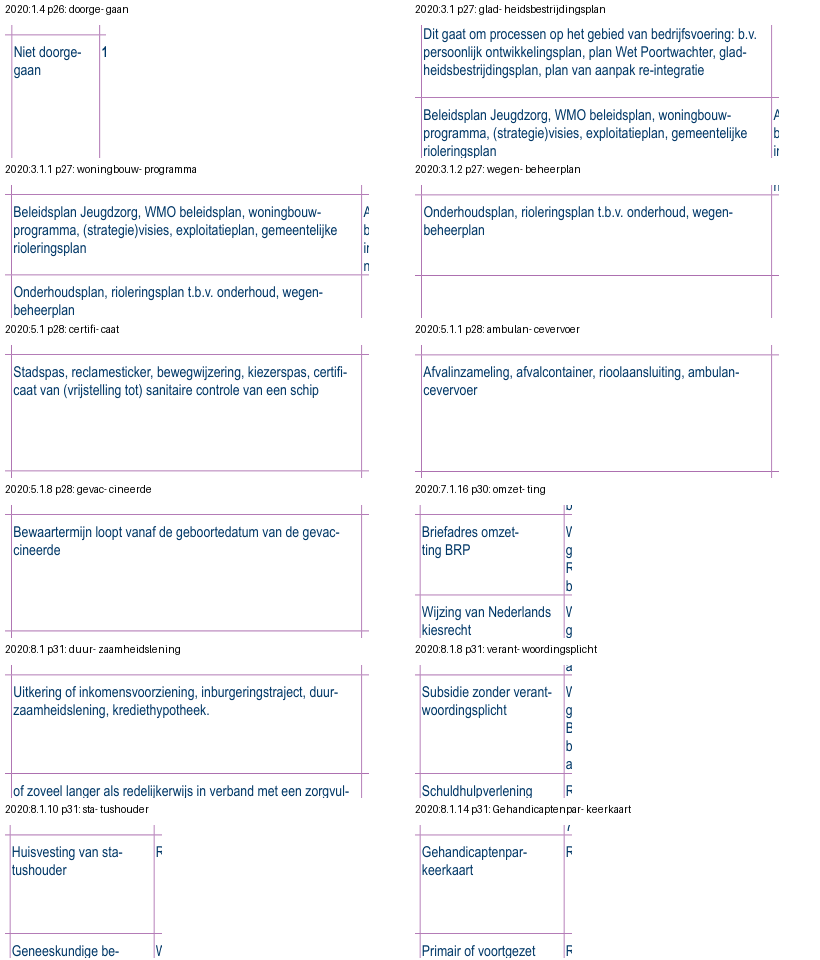 2020:1.4 p26: doorge- gaan
Niet doorge-
gaan
1
2020:3.1 p27: glad- heidsbestrijdingsplan
Dit gaat om processen op het gebied van bedrijfsvoering: b.v.
persoonlijk ontwikkelingsplan, plan Wet Poortwachter, glad-
heidsbestrijdingsplan, plan van aanpak re-integratie
Beleidsplan Jeugdzorg, WMO beleidsplan, woningbouw-
programma, (strategie)visies, exploitatieplan, gemeentelijke
rioleringsplan
2020:3.1.1 p27: woningbouw- programma
Beleidsplan Jeugdzorg, WMO beleidsplan, woningbouw-
programma, (strategie)visies, exploitatieplan, gemeentelijke
rioleringsplan
Onderhoudsplan, rioleringsplan t.b.v. onderhoud, wegen-
beheerplan
2020:3.1.2 p27: wegen- beheerplan
Onderhoudsplan, rioleringsplan t.b.v. onderhoud, wegen-
beheerplan
2020:5.1 p28: certifi- caat
Stadspas, reclamesticker, bewegwijzering, kiezerspas, certifi-
caat van (vrijstelling tot) sanitaire controle van een schip
2020:5.1.1 p28: ambulan- cevervoer
Afvalinzameling, afvalcontainer, rioolaansluiting, ambulan-
cevervoer
2020:5.1.8 p28: gevac- cineerde
Bewaartermijn loopt vanaf de geboortedatum van de gevac-
cineerde
2020:7.1.16 p30: omzet- ting
Briefadres omzet-
ting BRP
Wijzing van Nederlands
kiesrecht
2020:8.1 p31: duur- zaamheidslening
Uitkering of inkomensvoorziening, inburgeringstraject, duur-
zaamheidslening, krediethypotheek.
of zoveel langer als redelijkerwijs in verband met een zorgvul-
2020:8.1.8 p31: verant- woordingsplicht
Subsidie zonder verant-
woordingsplicht
Schuldhulpverlening
2020:8.1.10 p31: sta- tushouder
Huisvesting van sta-
tushouder
Geneeskundige be-
2020:8.1.14 p31: Gehandicaptenpar- keerkaart
Gehandicaptenpar-
keerkaart
Primair of voortgezet